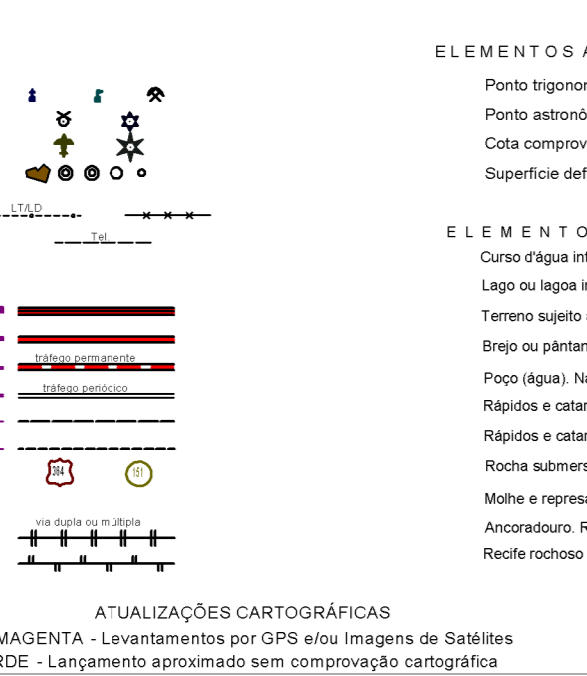 LT/LD
Tel.
tráfego permanente
tráfego periócico
364
151
via dupla ou múltipla
ATUALIZAÇÕES CARTOGRÁFICAS
MAGENTA - Levantamentos por GPS e/ou Imagens de Satélites
RDE - Lançamento aproximado sem comprovação cartográfica
ELEMENTOS A
Ponto trigonor
Ponto astronô
Cota comprov
Superfície def
ELEMENTO
Curso d'água int
Lago ou lagoa i
Terreno sujeito
Brejo ou pântan
Poço (água). Na
Rápidos e catar
Rápidos e catar
Rocha submers
Molhe e represa
Ancoradouro. R
Recife rochoso